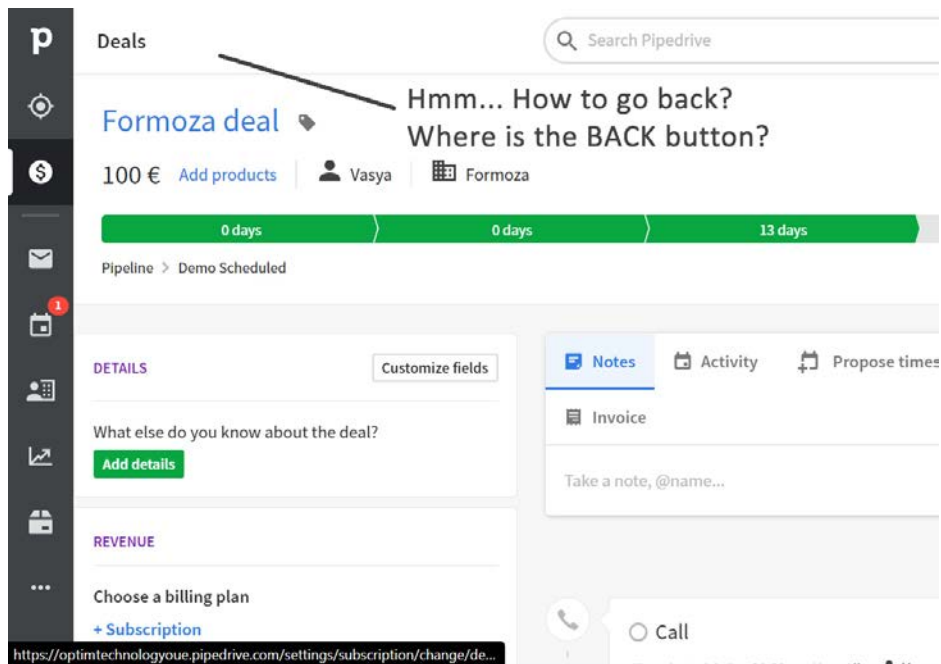 p
Deals
Search Pipedrive
Hmm... How to go back?
Where is the BACK button?
Formoza deal
100 € Add products Vasya Formoza
0 days 0 days 13 days
Pipeline > Demo Scheduled
1
DETAILS
Customize fields
What else do you know about the deal?
Add details
Notes Activity Propose times
Invoice
Take a note, @name...
REVENUE
Choose a billing plan
+ Subscription
Call
https://optimtechnologyoue.pipedrive.com/settings/subscription/change/de...